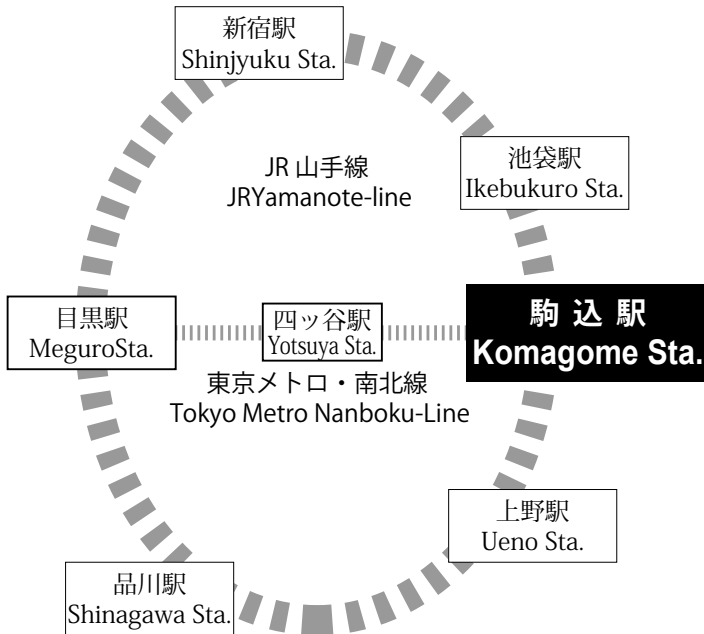 新宿駅
Shinjyuku Sta.
JR 山手線
JRYamanote-line
池袋駅
Ikebukuro Sta.
目黒駅
MeguroSta.
四ッ谷駅
Yotsuya Sta.
駒 込 駅
Komagome Sta.
東京メトロ・南北線
Tokyo Metro Nanboku-Line
上野駅
Ueno Sta.
品川駅
Shinagawa Sta.